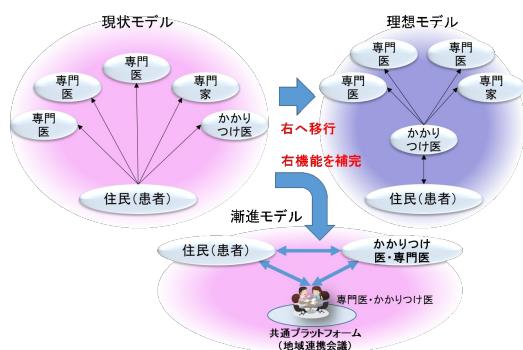 現状モデル
専門
医
専門
医
専門
医
専門
家
かかり
つけ医
住民(患者)
右へ移行
右機能を補完
理想モデル
専門
医
専門
医
専門
医
専門
家
かかり
つけ医
住民(患者)
漸進モデル
住民(患者)
かかりつけ
医・専門医
専門医・かかりつけ医
共通プラットフォーム
(地域連携会議)